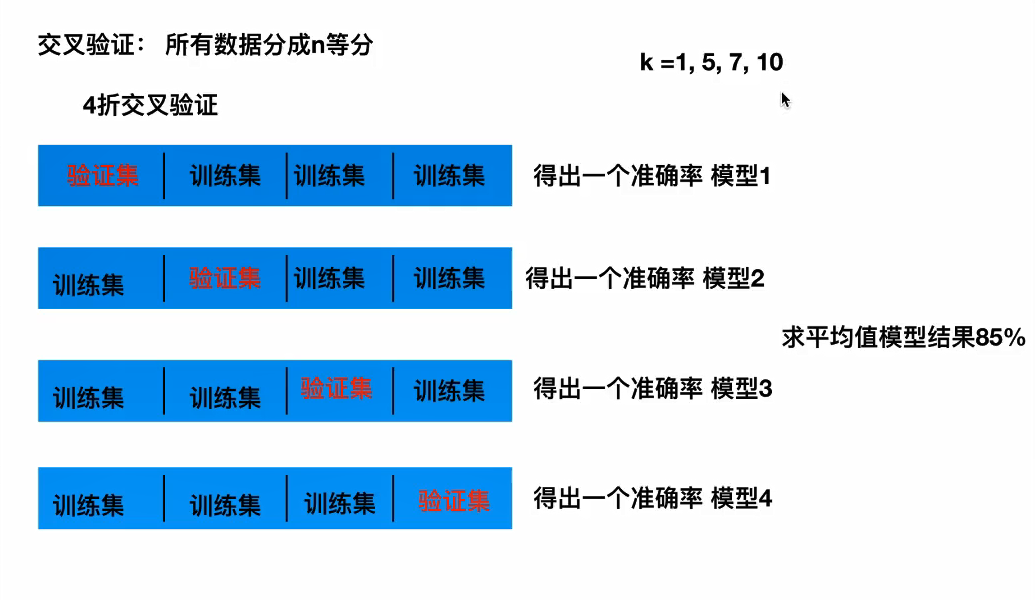 交叉验证： 所有数据分成n等分
k =1, 5, 7, 10
4折交叉验证
验证集 训练集 训练集 训练集 得出一个准确率 模型1
训练集 验证集 训练集 训练集 得出一个准确率 模型2
求平均值模型结果85%
训练集 训练集 验证集 训练集 得出一个准确率 模型3
训练集 训练集 训练集 验证集 得出一个准确率 模型4